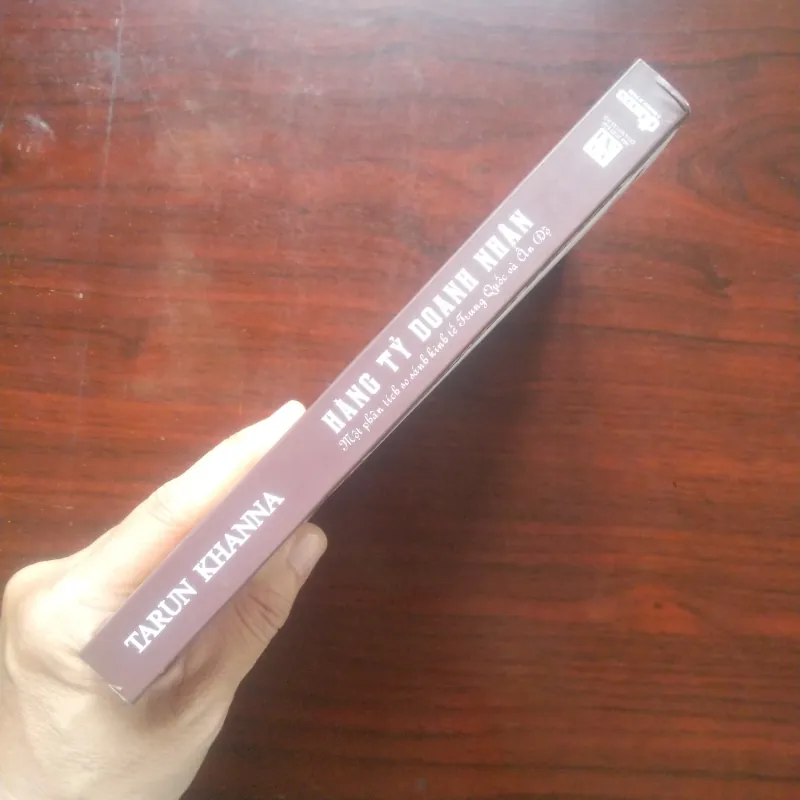 TARUN KHANNA
HÀNG TỶ DOANH NHÂN
Một phân tích so sánh kinh tế Trung Quốc và Ấn Độ